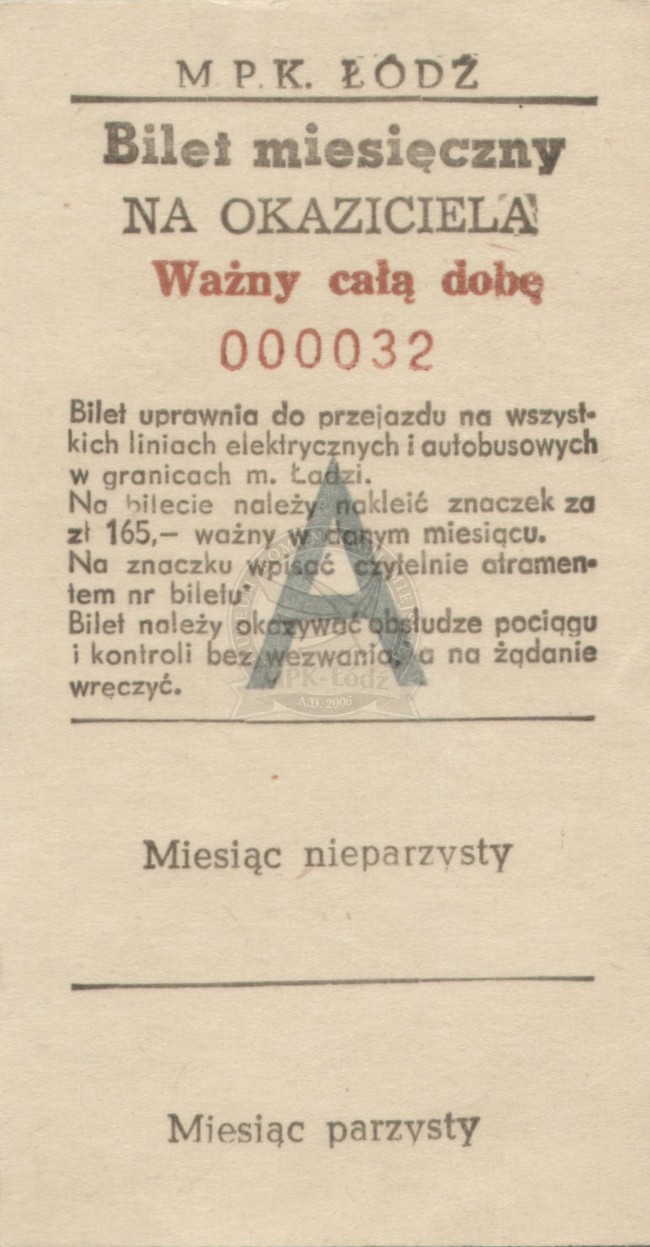 M.P.K. ŁÓDŹ
Bilet miesięczny
NA OKAZICIELA
Ważny całą dobę
000032
Bilet uprawnia do przejazdu na wszyst-
kich liniach elektrycznych i autobusowych
w granicach m. Łodzi.
Na bilecie należy nakleić znaczek za
zł 165,— ważny w danym miesiącu.
Na znaczku wpisać czytelnie atramen-
tem nr biletu.
Bilet należy okazywać obsłudze pociągu
i kontroli bez wezwania, a na żądanie
wręczyć.
A
MPK-Łódź
A.D. 2006
Miesiąc nieparzysty
Miesiąc parzysty